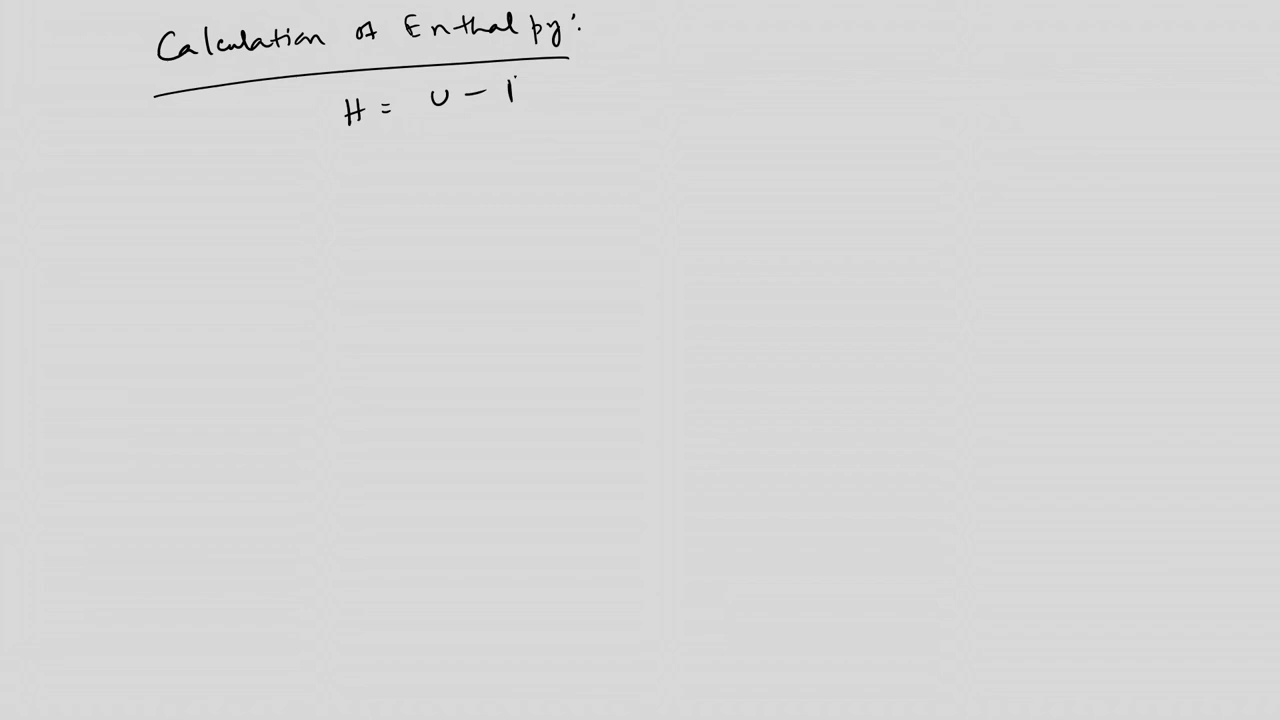 Calculation of Enthalpy:
H = U -